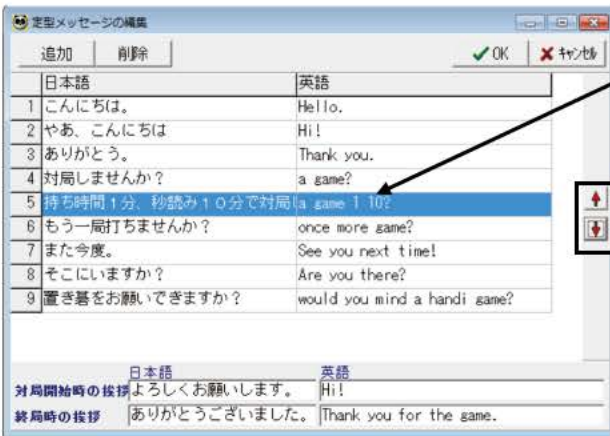 定型メッセージの編集
追加 削除 OK キャンセル
日本語 英語
1 こんにちは。 Hello.
2 やあ、こんにちは Hi!
3 ありがとう。 Thank you.
4 対局しませんか？ a game?
5 持ち時間１分、秒読み１０分で対局し a game 1 10?
6 もう一局打ちませんか？ once more game?
7 また今度。 See you next time!
8 そこにいますか？ Are you there?
9 置き碁をお願いできますか？ would you mind a handi game?
日本語 英語
対局開始時の挨拶 よろしくお願いします。 Hi!
終局時の挨拶 ありがとうございました。 Thank you for the game.